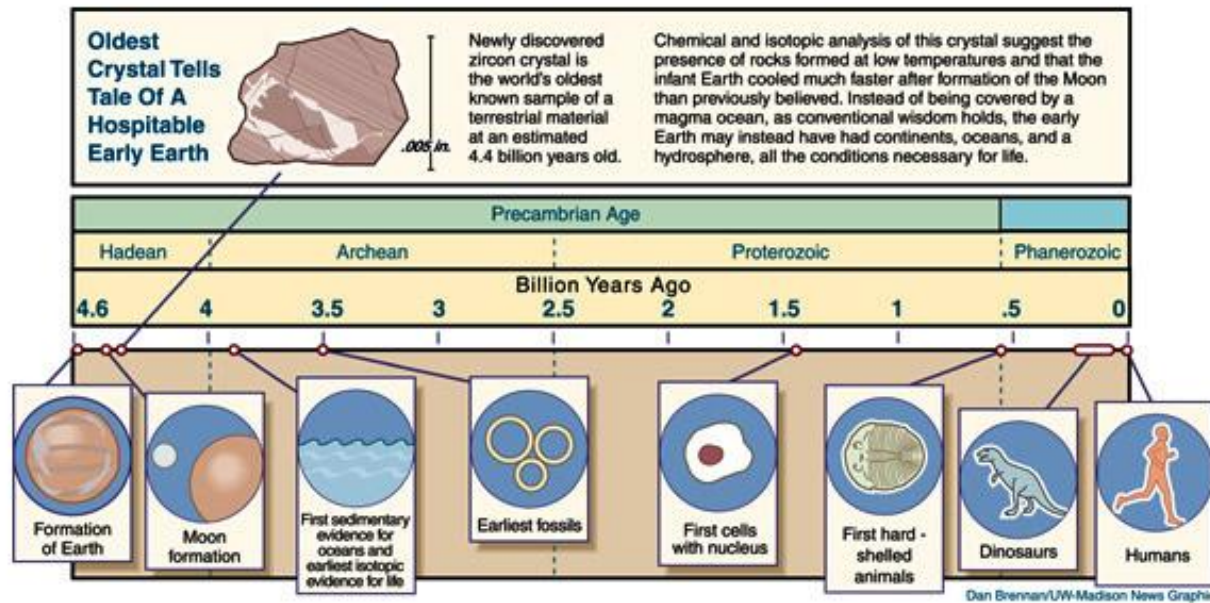 Oldest
Crystal Tells
Tale Of A
Hospitable
Early Earth
.005 in.
Newly discovered
zircon crystal is
the world's oldest
known sample of a
terrestrial material
at an estimated
4.4 billion years old.
Chemical and isotopic analysis of this crystal suggest the
presence of rocks formed at low temperatures and that the
infant Earth cooled much faster after formation of the Moon
than previously believed. Instead of being covered by a
magma ocean, as conventional wisdom holds, the early
Earth may instead have had continents, oceans, and a
hydrosphere, all the conditions necessary for life.
Precambrian Age
Hadean Archean Proterozoic Phanerozoic
Billion Years Ago
4.6 4 3.5 3 2.5 2 1.5 1 .5 0
Formation
of Earth
Moon
formation
First sedimentary
evidence for
oceans and
earliest isotopic
evidence for life
Earliest fossils
First cells
with nucleus
First hard -
shelled
animals
Dinosaurs
Humans
Dan Brennan/UW-Madison News Graphic